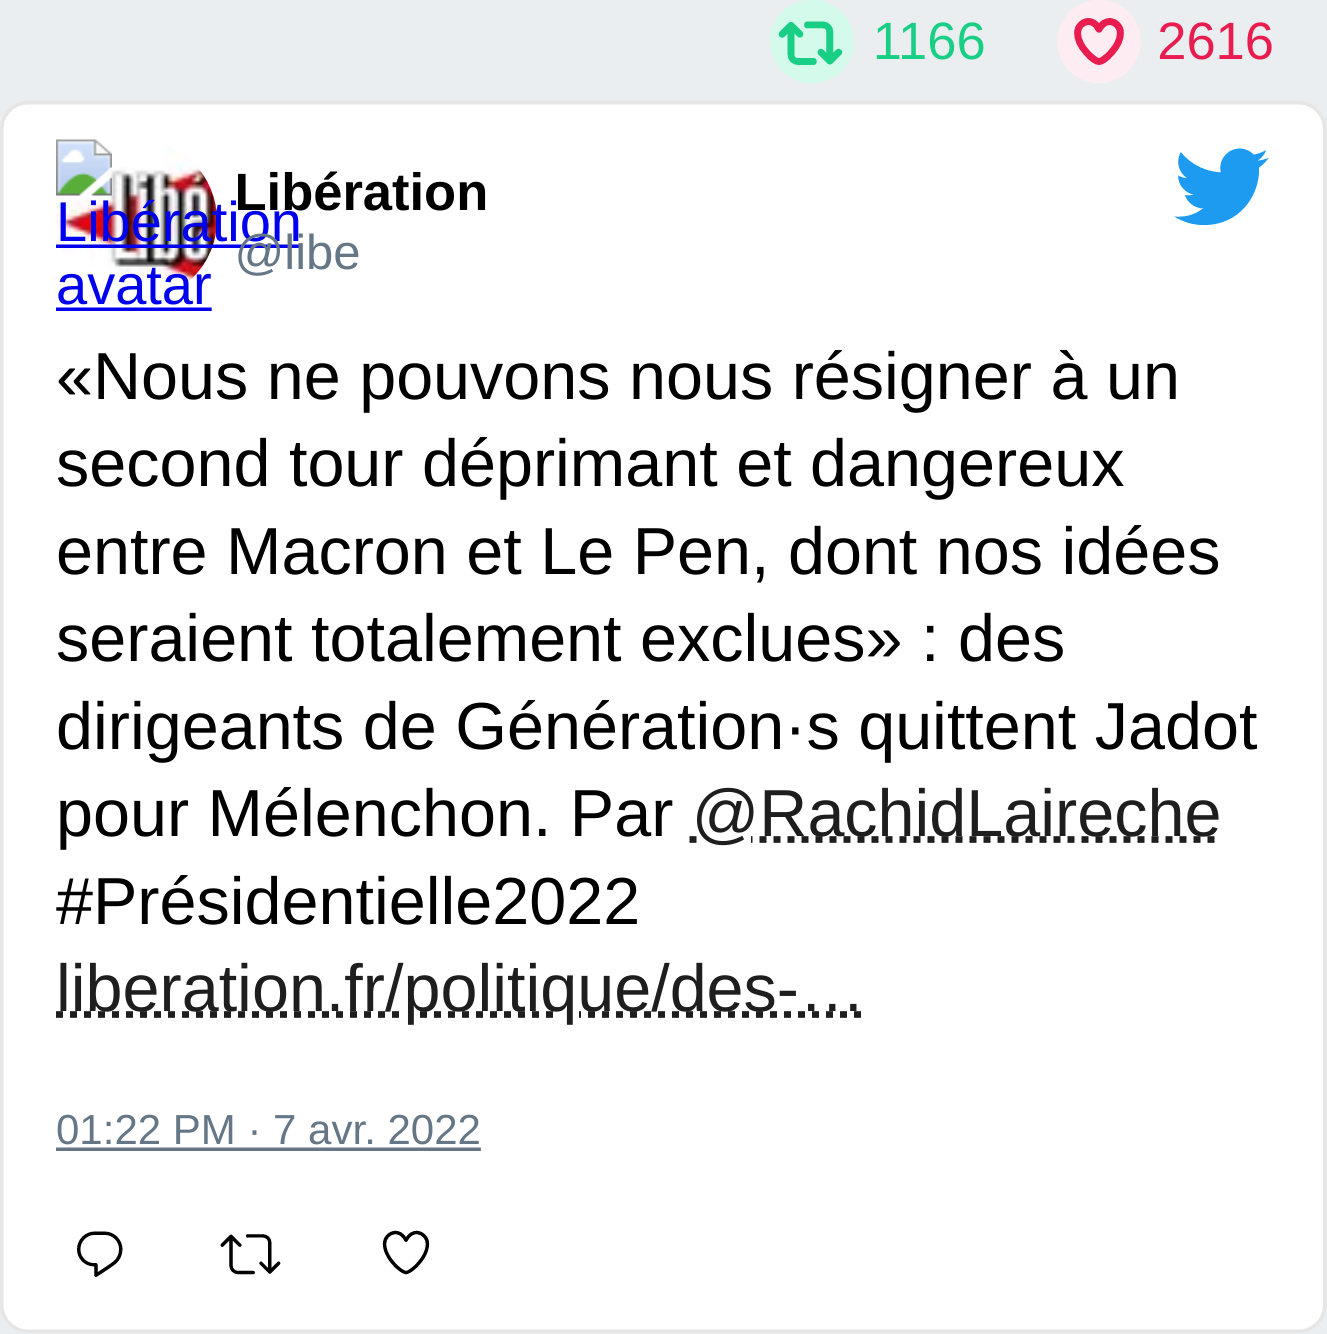 1166 2616
Libé
Libération
@libe
Libération
avatar
«Nous ne pouvons nous résigner à un
second tour déprimant et dangereux
entre Macron et Le Pen, dont nos idées
seraient totalement exclues» : des
dirigeants de Génération·s quittent Jadot
pour Mélenchon. Par @RachidLaireche
#Présidentielle2022
liberation.fr/politique/des-…
01:22 PM · 7 avr. 2022